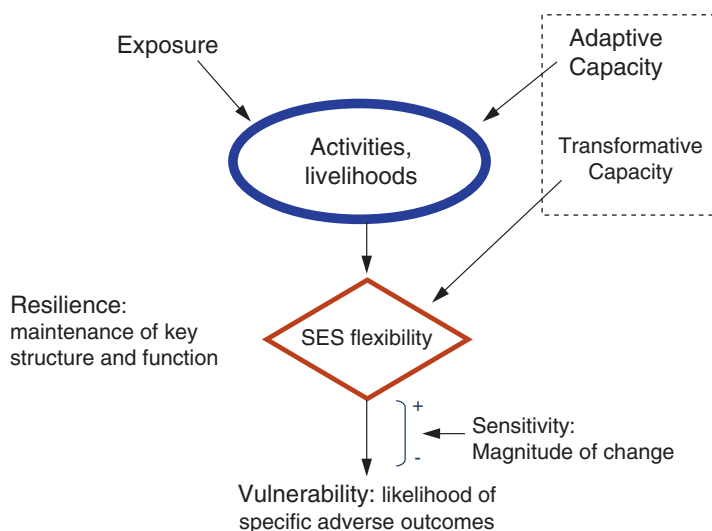 Exposure
Adaptive
Capacity
Activities,
livelihoods
Transformative
Capacity
Resilience:
maintenance of key
structure and function
SES flexibility
+
-
Sensitivity:
Magnitude of change
Vulnerability: likelihood of
specific adverse outcomes